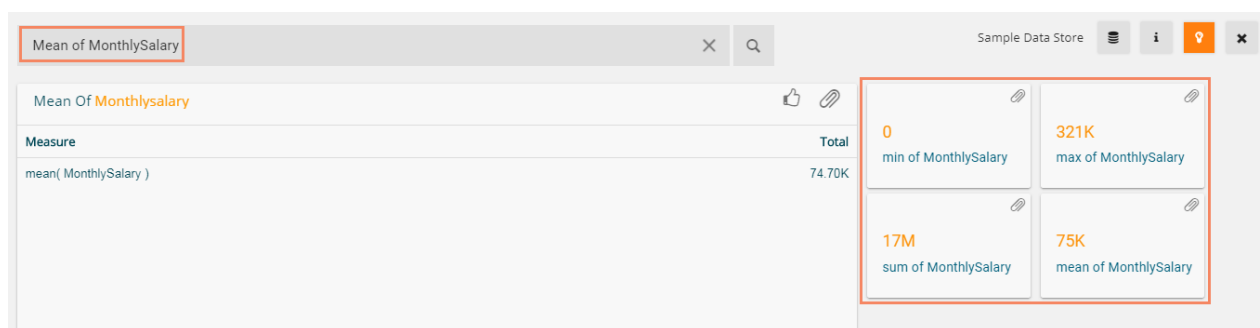 Mean of MonthlySalary
Sample Data Store
Mean Of Monthlysalary
Measure Total
mean( MonthlySalary ) 74.70K
0
min of MonthlySalary
321K
max of MonthlySalary
17M
sum of MonthlySalary
75K
mean of MonthlySalary